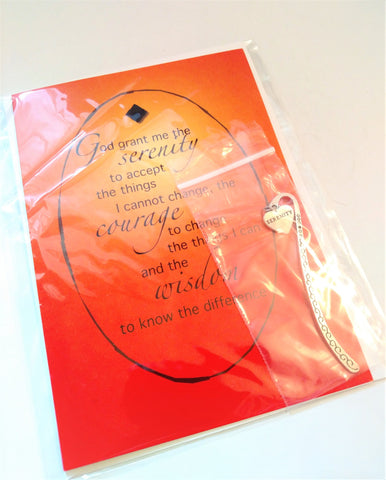 God grant me the
serenity
to accept
the things
I cannot change, the
courage
to change
the things I can
and the
wisdom
to know the difference
SERENITY